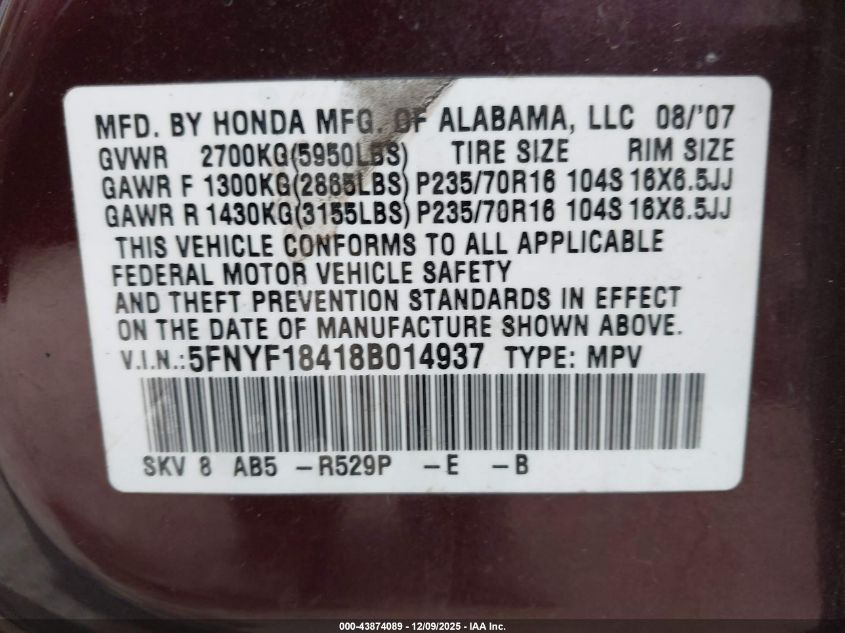 MFD. BY HONDA MFG. OF ALABAMA, LLC 08/'07
GVWR 2700KG(5950LBS) TIRE SIZE RIM SIZE
GAWR F 1300KG(2865LBS) P235/70R16 104S 16X6.5JJ
GAWR R 1430KG(3155LBS) P235/70R16 104S 16X6.5JJ
THIS VEHICLE CONFORMS TO ALL APPLICABLE
FEDERAL MOTOR VEHICLE SAFETY
AND THEFT PREVENTION STANDARDS IN EFFECT
ON THE DATE OF MANUFACTURE SHOWN ABOVE.
V.I.N.:5FNYF18418B014937 TYPE: MPV
SKV 8 AB5 -R529P -E -B
000-43874089 - 12/09/2025 - IAA Inc.